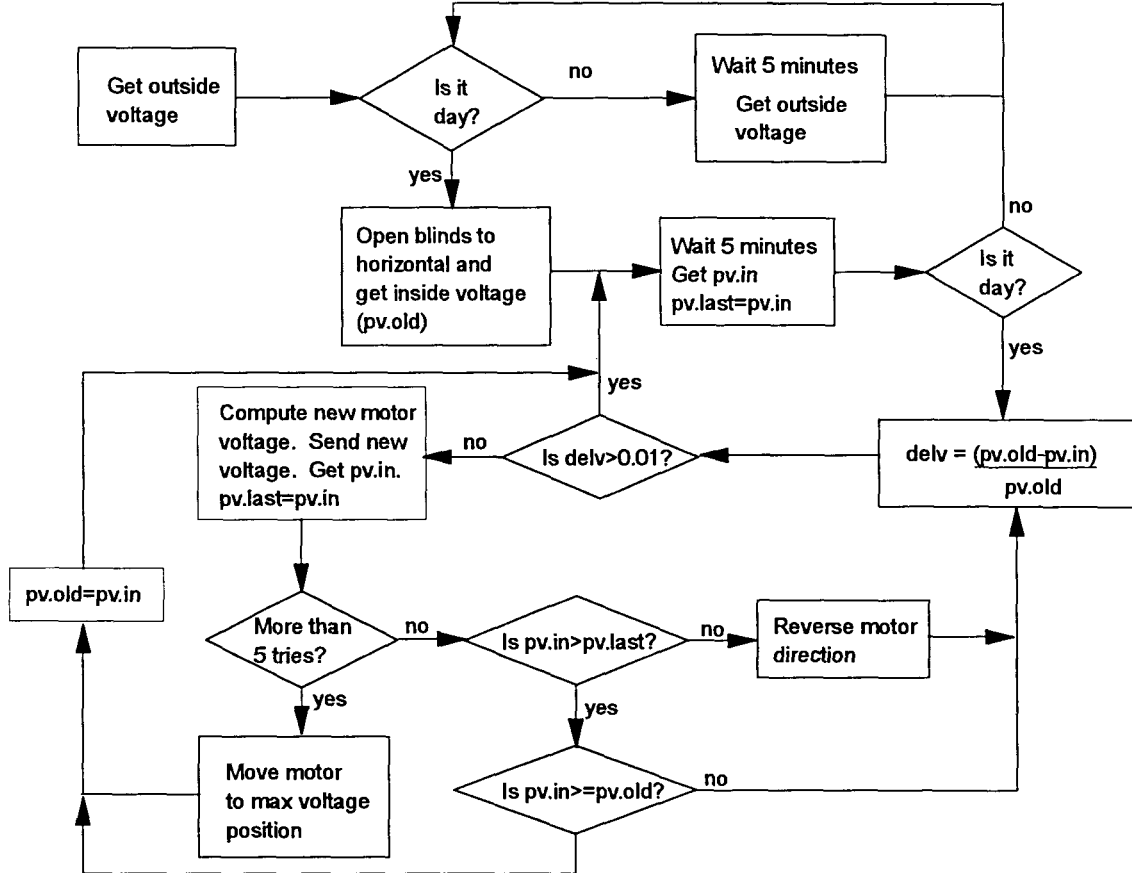 Get outside
voltage
Is it
day?
no
Wait 5 minutes
Get outside
voltage
yes
Open blinds to
horizontal and
get inside voltage
(pv.old)
Wait 5 minutes
Get pv.in
pv.last=pv.in
no
Is it
day?
yes
yes
Compute new motor
voltage. Send new
voltage. Get pv.in.
pv.last=pv.in
no
Is delv>0.01?
delv = (pv.old-pv.in)
pv.old
pv.old=pv.in
More than
5 tries?
no
Is pv.in>pv.last?
no
Reverse motor
direction
yes
yes
Move motor
to max voltage
position
Is pv.in>=pv.old?
no